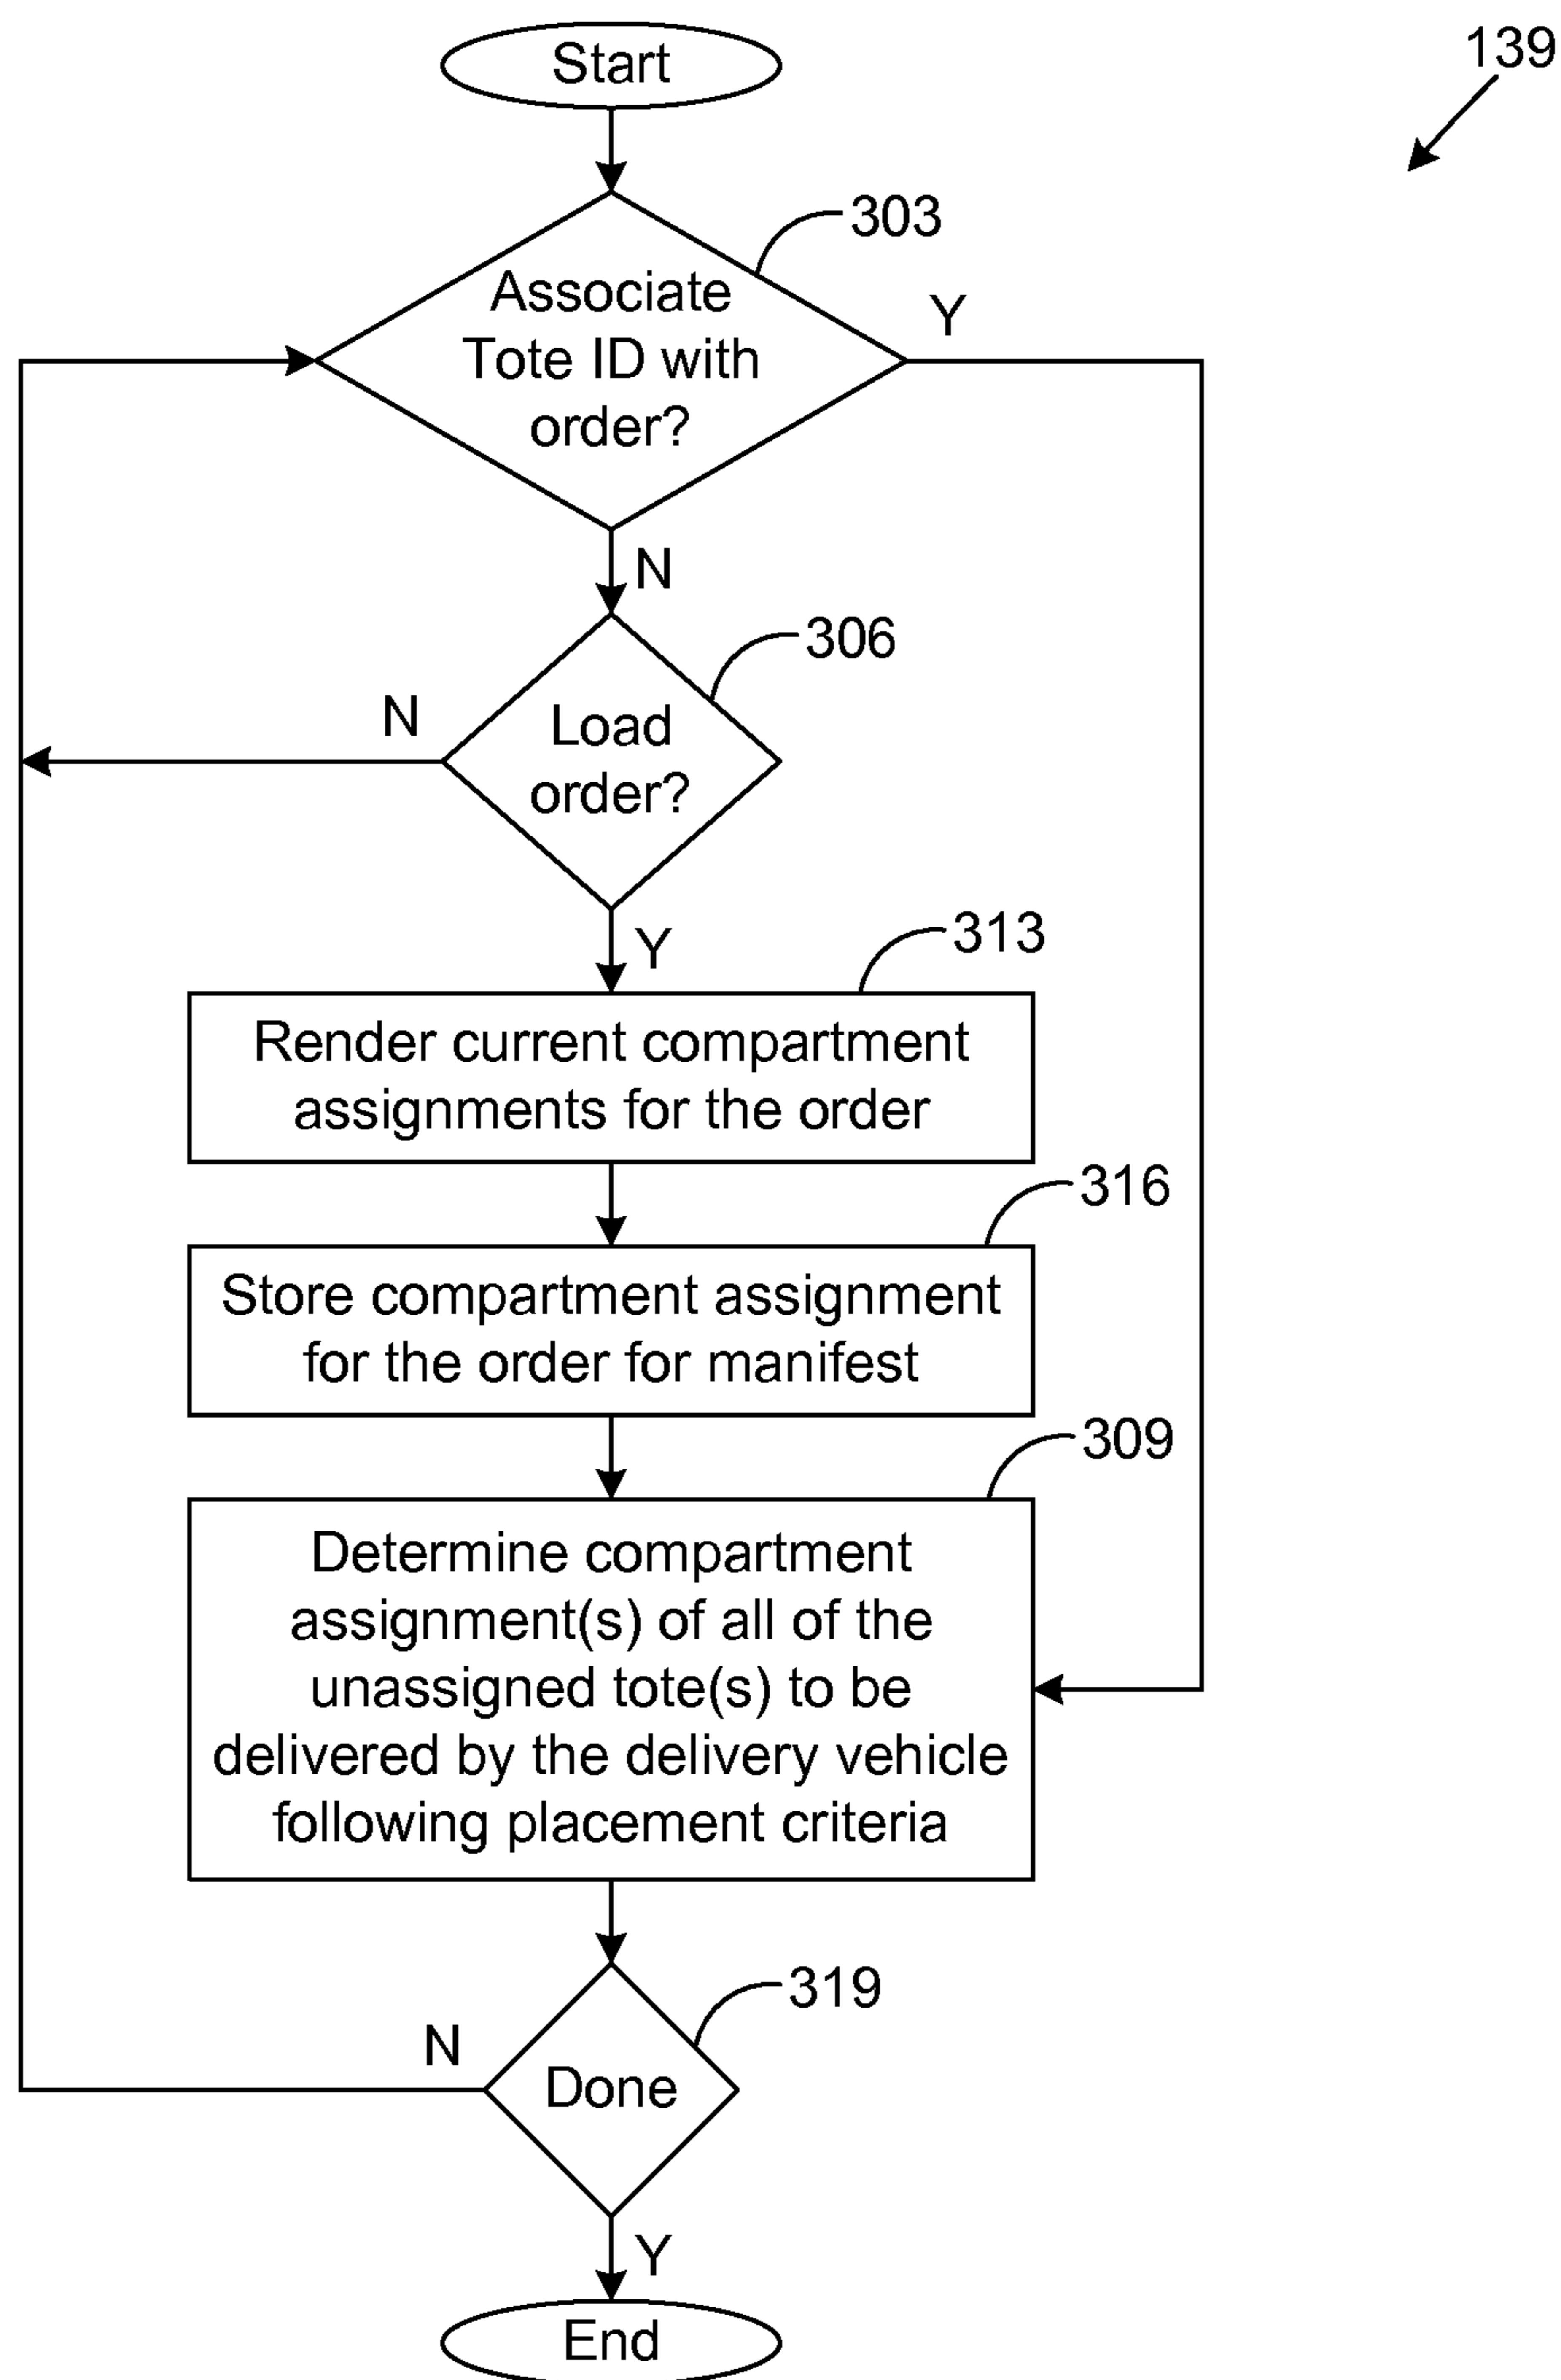 Start
139
303
Associate
Tote ID with
order?
Y
N
306
Load
order?
N
Y
313
Render current compartment
assignments for the order
316
Store compartment assignment
for the order for manifest
309
Determine compartment
assignment(s) of all of the
unassigned tote(s) to be
delivered by the delivery vehicle
following placement criteria
319
N
Done
Y
End